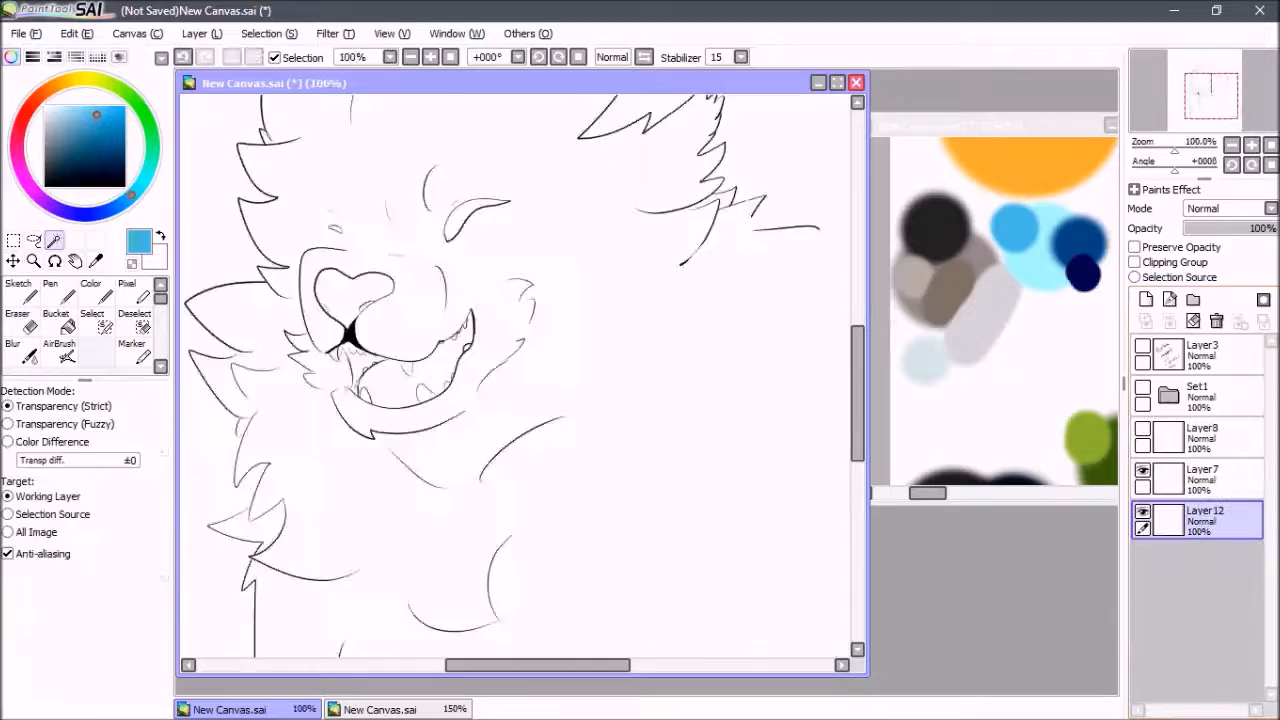 PaintTool SAI (Not Saved)New Canvas.sai (*)
File (F) Edit (E) Canvas (C) Layer (L) Selection (S) Filter (T) View (V) Window (W) Others (O)
Selection 100% +000° Normal Stabilizer 15
New Canvas.sai (*) (100%)
Zoom 100.0%
Angle +000δ
Paints Effect
Mode Normal
Opacity 100%
Preserve Opacity
Clipping Group
Selection Source
Sketch Pen Color Pixel
Eraser Bucket Select Deselect
Blur AirBrush Marker
Detection Mode:
Transparency (Strict)
Transparency (Fuzzy)
Color Difference
Transp diff. ±0
Target:
Working Layer
Selection Source
All Image
Anti-aliasing
Layer3
Normal
100%
Set1
Normal
100%
Layer8
Normal
100%
Layer7
Normal
100%
Layer12
Normal
100%
New Canvas.sai 100% New Canvas.sai 150%